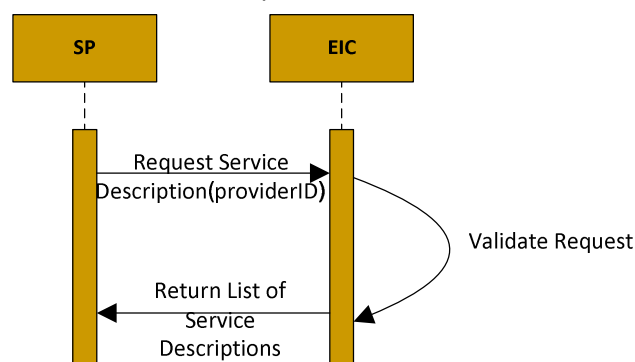 SP
EIC
Request Service
Description(providerID)
Validate Request
Return List of
Service
Descriptions